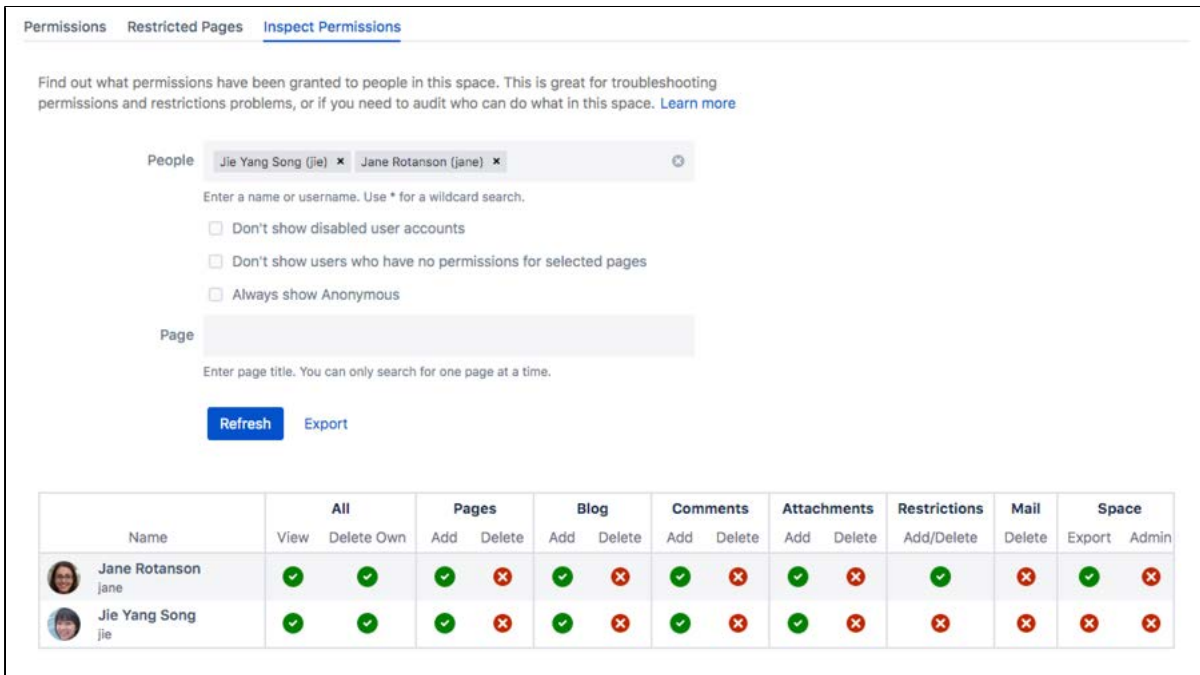 Permissions Restricted Pages Inspect Permissions
Find out what permissions have been granted to people in this space. This is great for troubleshooting
permissions and restrictions problems, or if you need to audit who can do what in this space. Learn more
People Jie Yang Song (jie) × Jane Rotanson (jane) ×
Enter a name or username. Use * for a wildcard search.
Don't show disabled user accounts
Don't show users who have no permissions for selected pages
Always show Anonymous
Page
Enter page title. You can only search for one page at a time.
Refresh Export
All Pages Blog Comments Attachments Restrictions Mail Space
Name View Delete Own Add Delete Add Delete Add Delete Add Delete Add/Delete Delete Export Admin
Jane Rotanson
jane
Jie Yang Song
jie